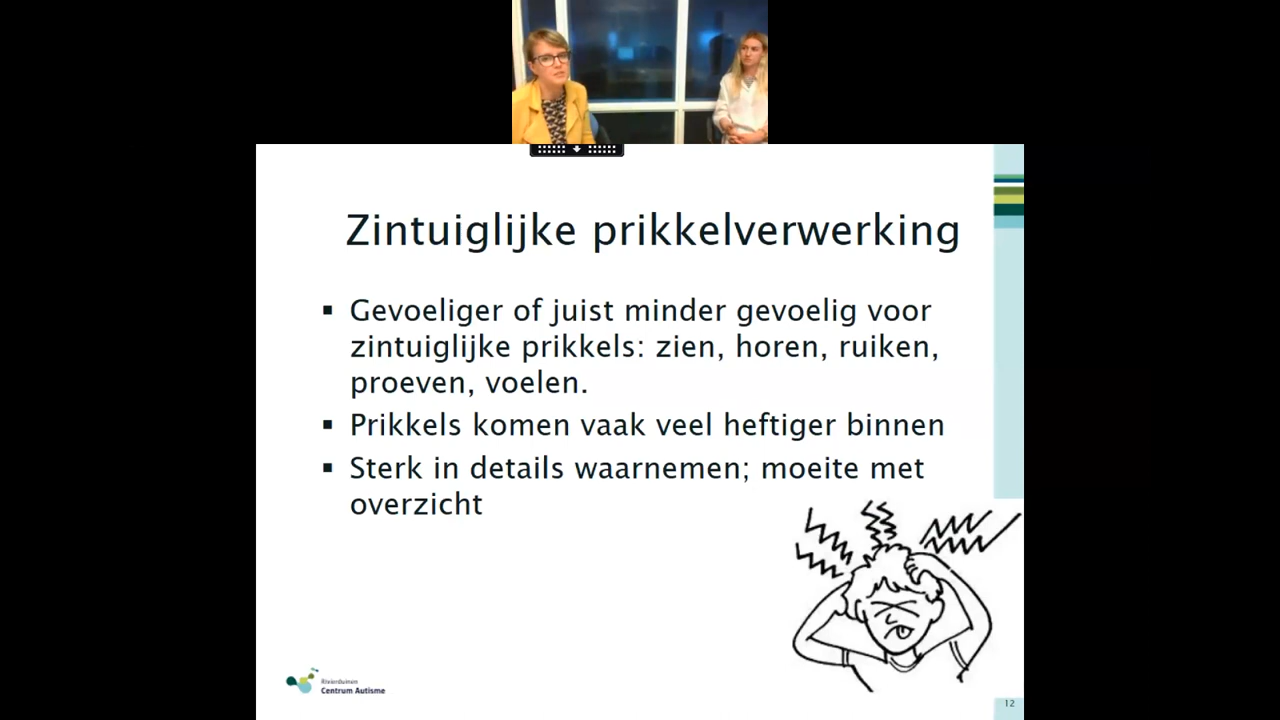 Zintuiglijke prikkelverwerking
▪ Gevoeliger of juist minder gevoelig voor
zintuiglijke prikkels: zien, horen, ruiken,
proeven, voelen.
▪ Prikkels komen vaak veel heftiger binnen
▪ Sterk in details waarnemen; moeite met
overzicht
Rivierduinen
Centrum Autisme
12